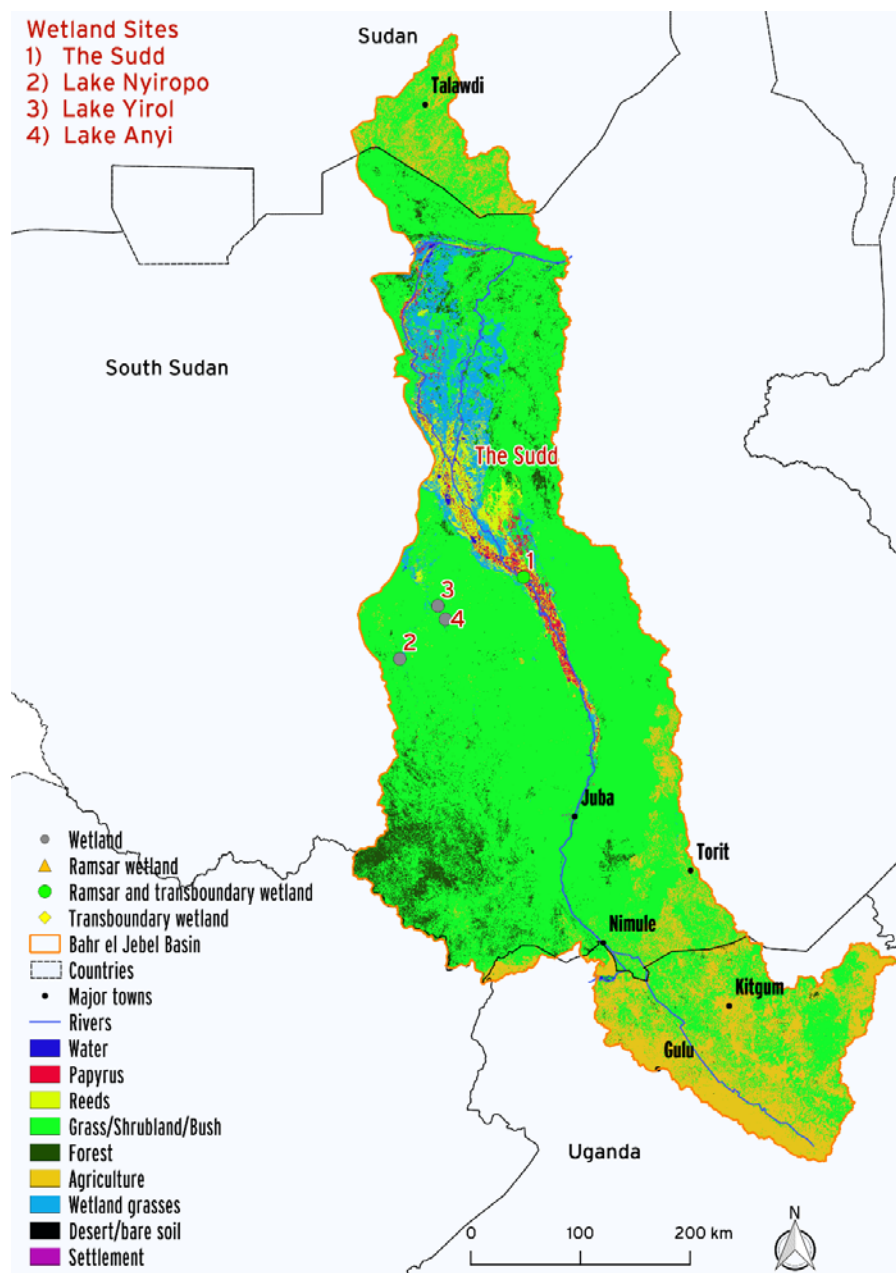 Wetland Sites
1) The Sudd
2) Lake Nyiropo
3) Lake Yirol
4) Lake Anyi
Sudan
Talawdi
South Sudan
The Sudd
1
3
4
2
Juba
Torit
Nimule
Kitgum
Gulu
Uganda
Wetland
Ramsar wetland
Ramsar and transboundary wetland
Transboundary wetland
Bahr el Jebel Basin
Countries
Major towns
Rivers
Water
Papyrus
Reeds
Grass/Shrubland/Bush
Forest
Agriculture
Wetland grasses
Desert/bare soil
Settlement
0 100 200 km
N